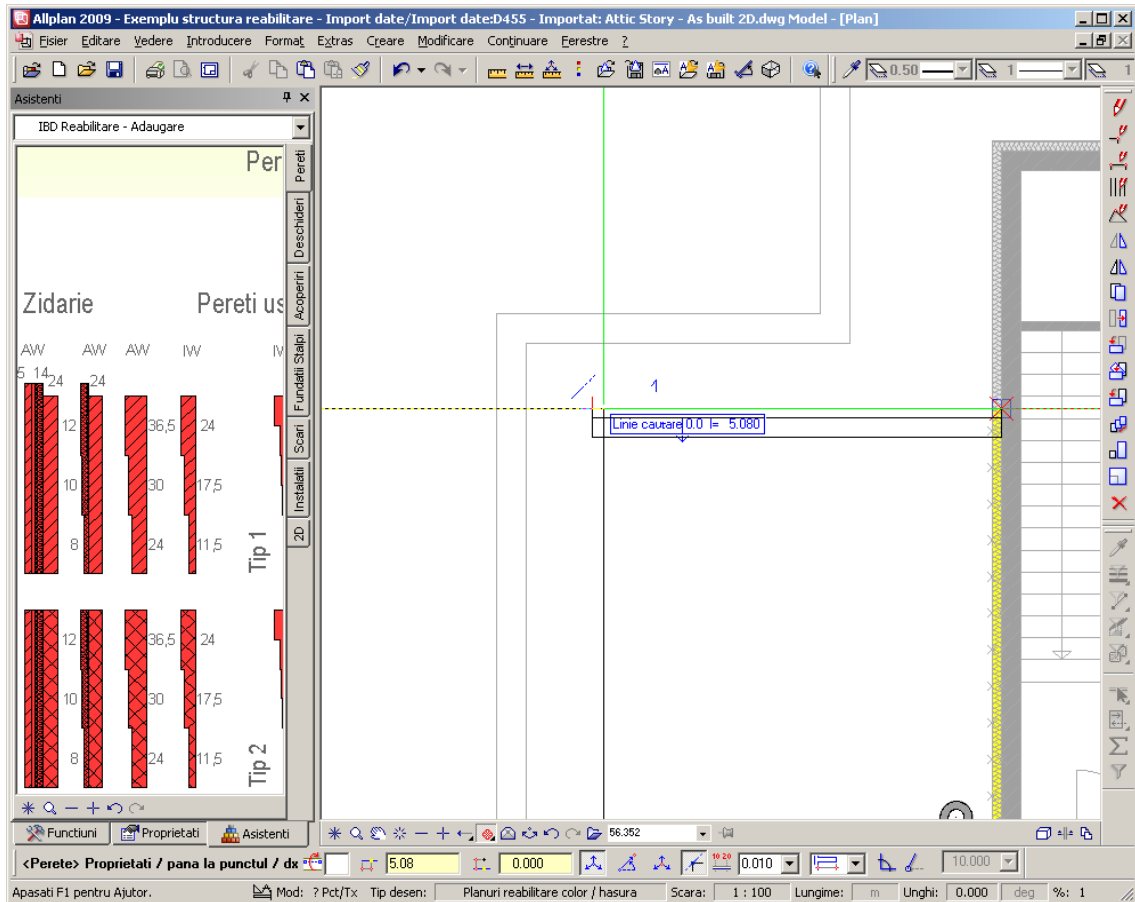 Allplan 2009 - Exemplu structura reabilitare - Import date/Import date:D455 - Importat: Attic Story - As built 2D.dwg Model - [Plan]
Fisier Editare Vedere Introducere Format Extras Creare Modificare Continuare Ferestre ?
0.50 1 1
Asistenti
IBD Reabilitare - Adaugare
Per
Pereti
Deschideri
Acoperiri
Fundatii Stalpi
Scari
Instalatii
2D
Zidarie Pereti us
AW AW AW IW IV
5 14 24 24
12 36,5 24
10 30 17,5
8 24 11,5
Tip 1
12 36,5 24
10 30 17,5
8 24 11,5
Tip 2
1
Linie cautare 0.0 l= 5.080
Functiuni Proprietati Asistenti
56.352
<Perete> Proprietati / pana la punctul / dx 5.08 0.000 10 20 0.010 10.000
Apasati F1 pentru Ajutor. Mod: ? Pct/Tx Tip desen: Planuri reabilitare color / hasura Scara: 1 : 100 Lungime: m Unghi: 0.000 deg %: 1